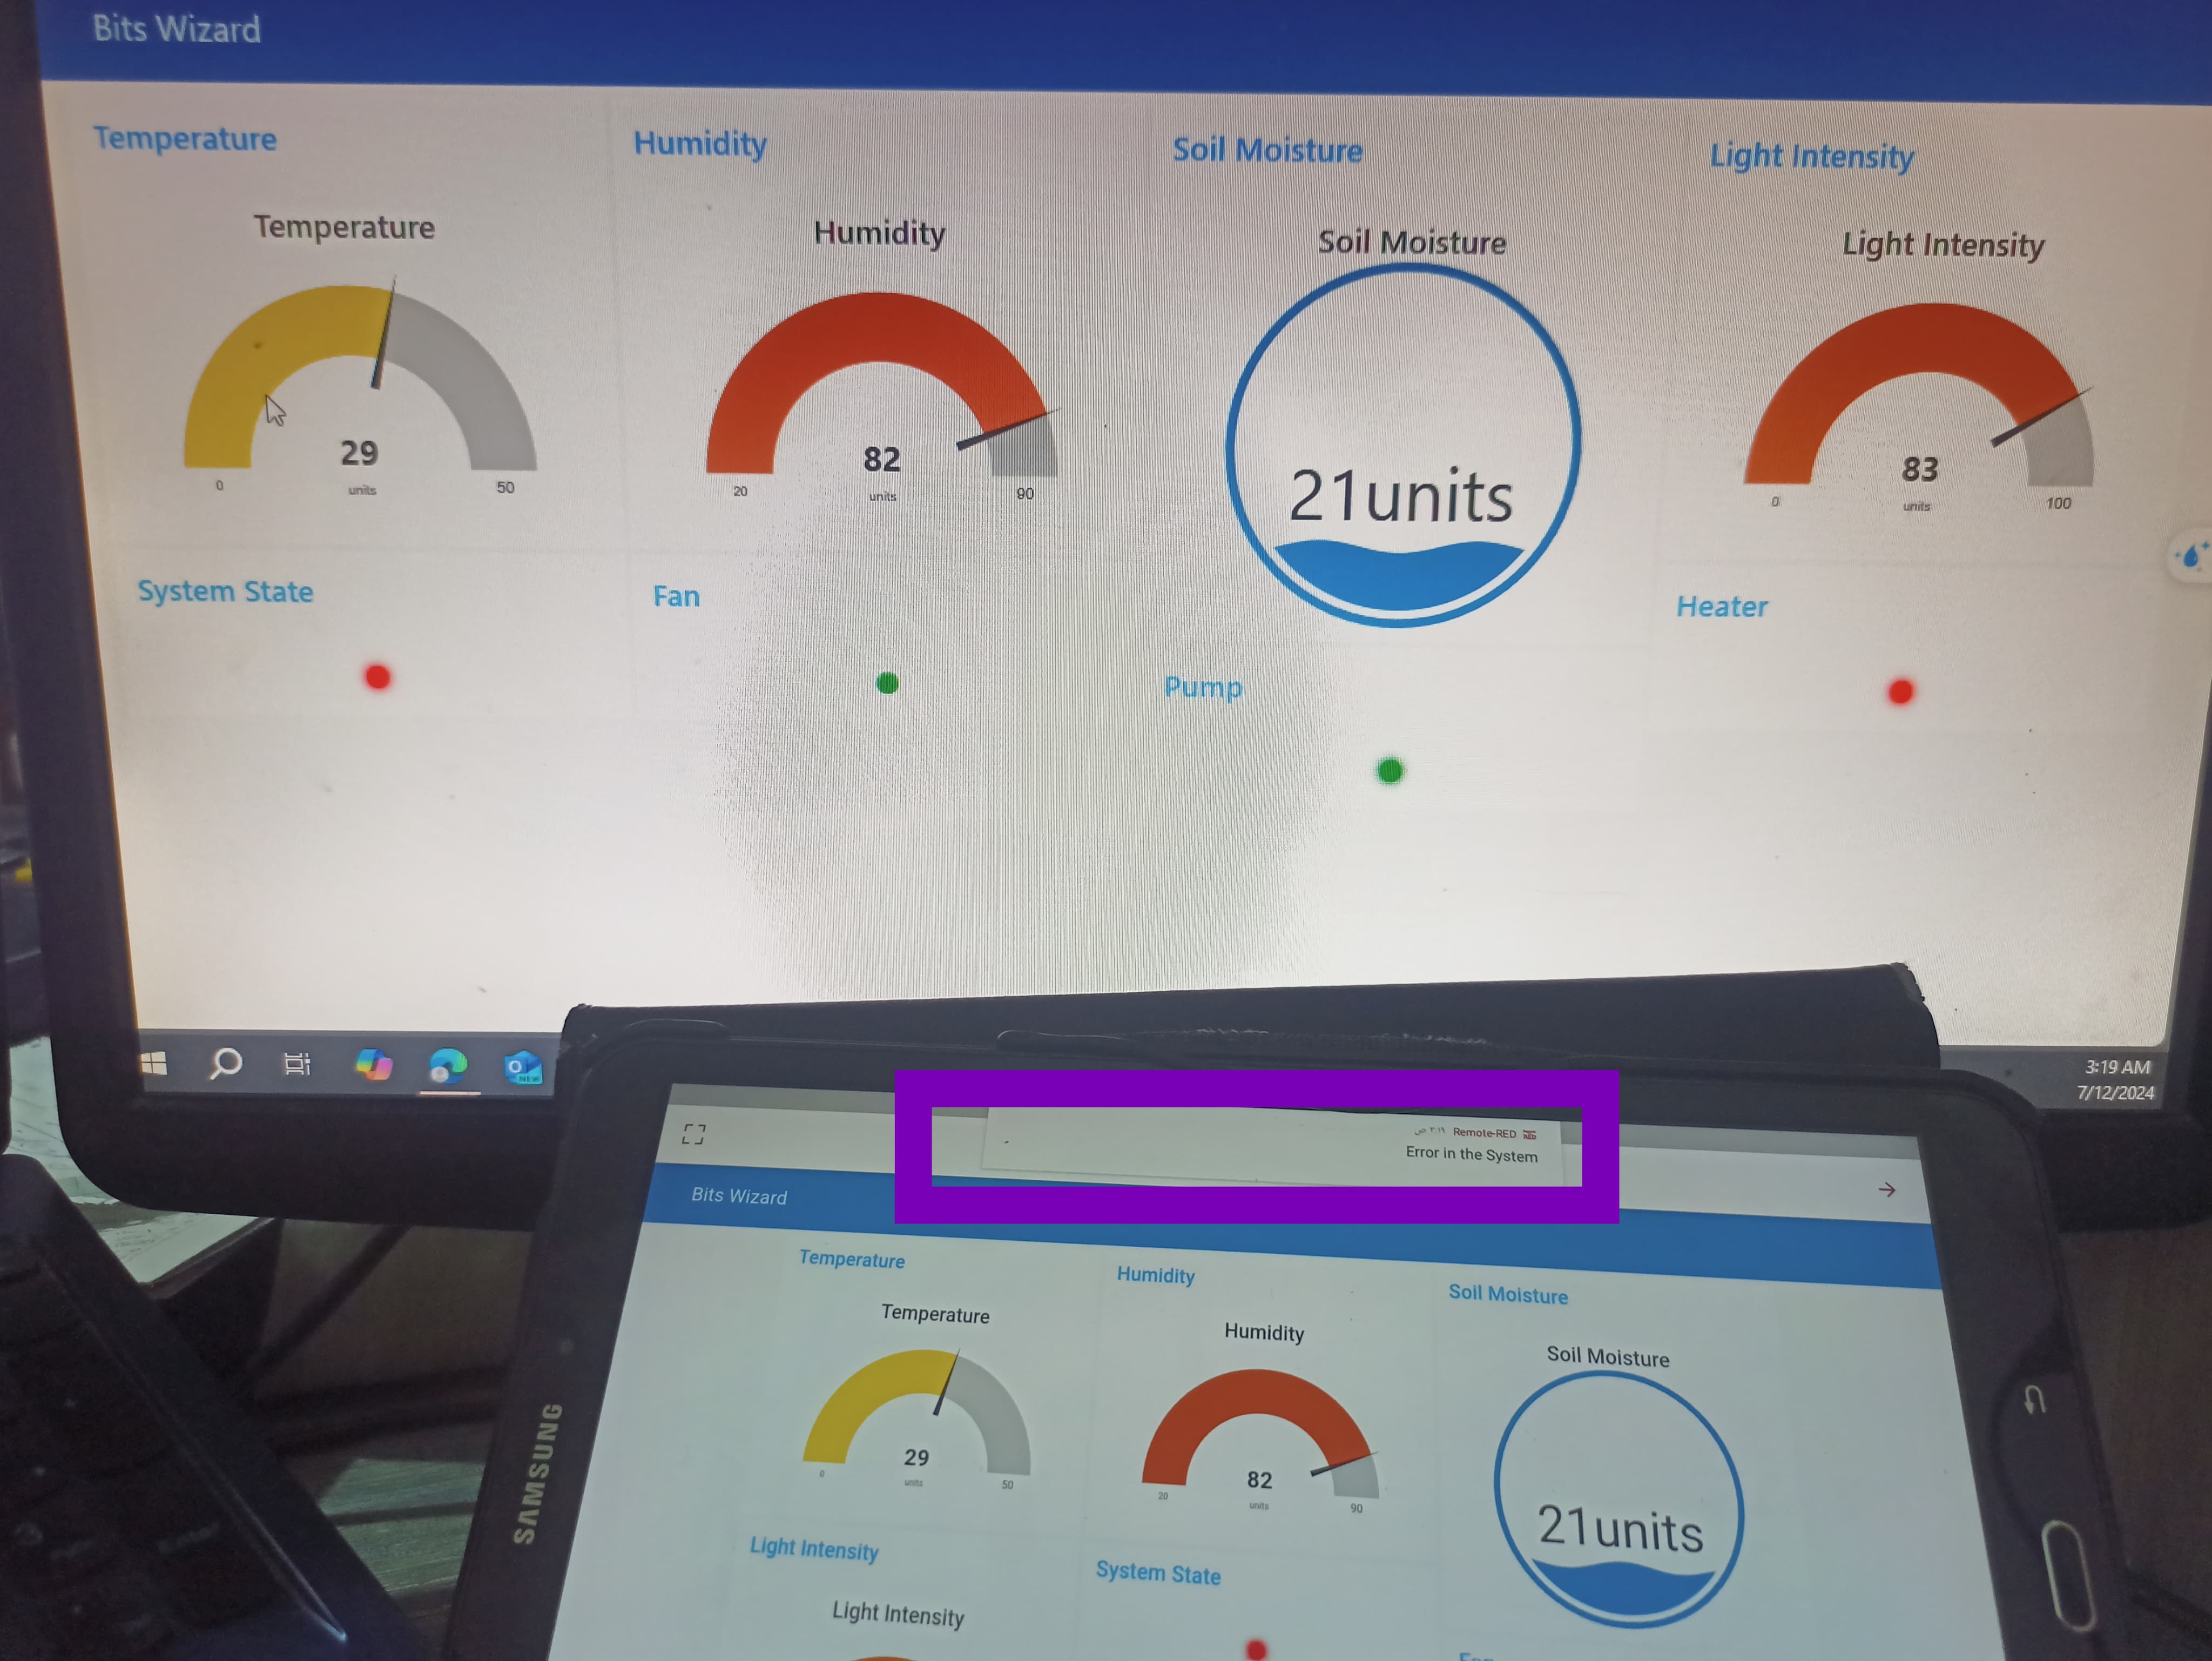 Bits Wizard
Temperature
Humidity
Soil Moisture
Light Intensity
Temperature
Humidity
Soil Moisture
Light Intensity
29
units
0
50
82
units
20
90
21units
83
units
0
100
System State
Fan
Pump
Heater
NEW
3:19 AM
7/12/2024
Remote-RED ٣:١٩ ص
Error in the System
Bits Wizard
Temperature
Humidity
Soil Moisture
Temperature
Humidity
Soil Moisture
29
units
0
50
82
units
20
90
21units
Light Intensity
System State
Light Intensity
SAMSUNG